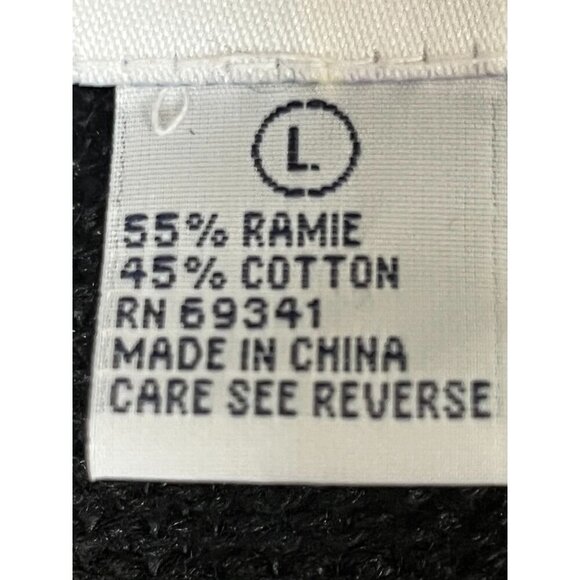 L.
55% RAMIE
45% COTTON
RN 69341
MADE IN CHINA
CARE SEE REVERSE